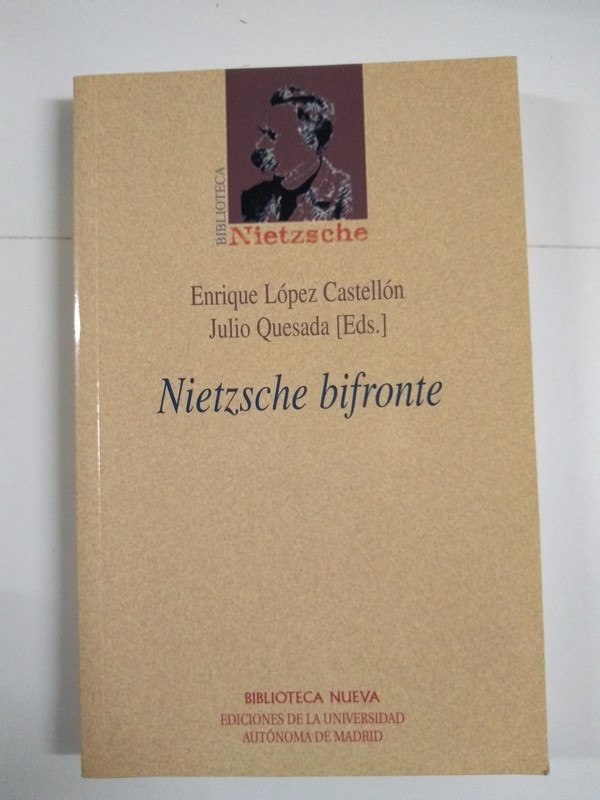 BIBLIOTECA
Nietzsche
Enrique López Castellón
Julio Quesada [Eds.]
Nietzsche bifronte
BIBLIOTECA NUEVA
EDICIONES DE LA UNIVERSIDAD
AUTÓNOMA DE MADRID